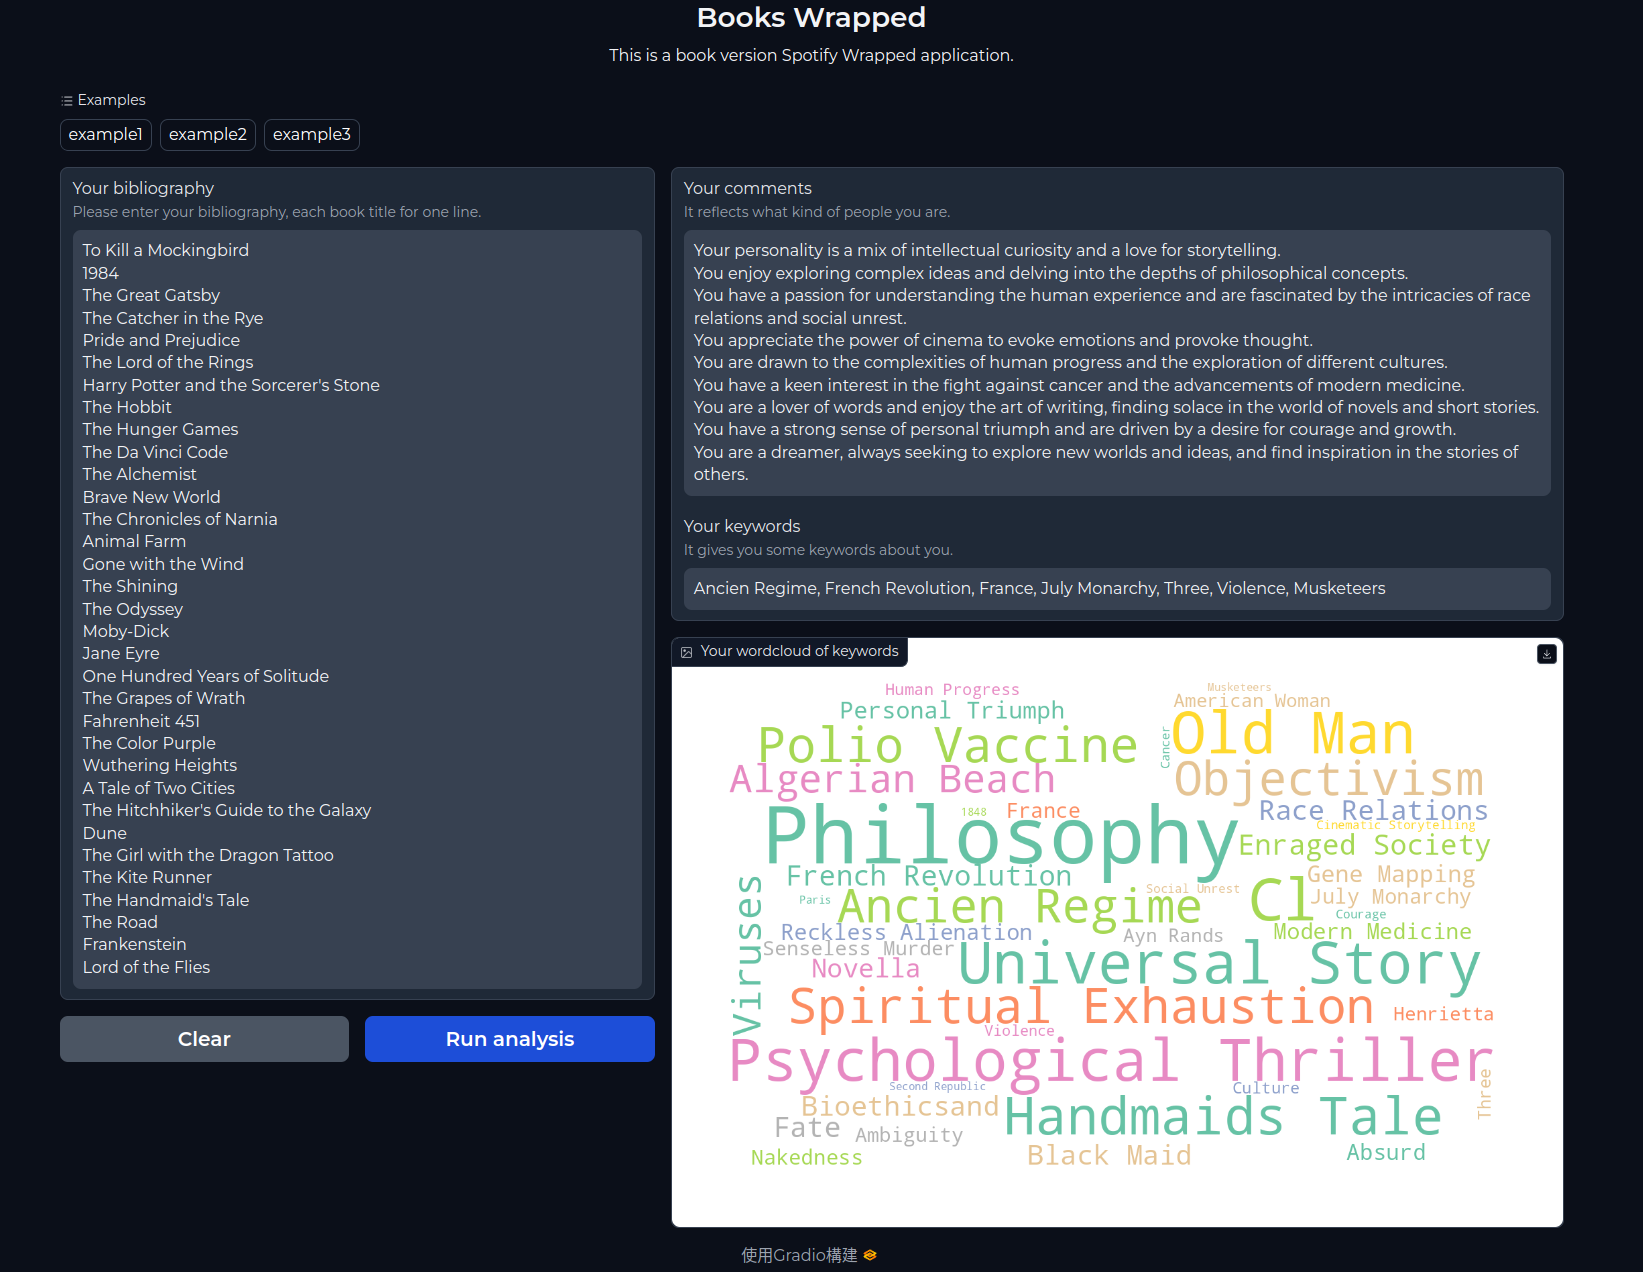 Books Wrapped
This is a book version Spotify Wrapped application.
Examples
example1
example2
example3
Your bibliography
Please enter your bibliography, each book title for one line.
To Kill a Mockingbird
1984
The Great Gatsby
The Catcher in the Rye
Pride and Prejudice
The Lord of the Rings
Harry Potter and the Sorcerer's Stone
The Hobbit
The Hunger Games
The Da Vinci Code
The Alchemist
Brave New World
The Chronicles of Narnia
Animal Farm
Gone with the Wind
The Shining
The Odyssey
Moby-Dick
Jane Eyre
One Hundred Years of Solitude
The Grapes of Wrath
Fahrenheit 451
The Color Purple
Wuthering Heights
A Tale of Two Cities
The Hitchhiker's Guide to the Galaxy
Dune
The Girl with the Dragon Tattoo
The Kite Runner
The Handmaid's Tale
The Road
Frankenstein
Lord of the Flies
Clear
Run analysis
Your comments
It reflects what kind of people you are.
Your personality is a mix of intellectual curiosity and a love for storytelling.
You enjoy exploring complex ideas and delving into the depths of philosophical concepts.
You have a passion for understanding the human experience and are fascinated by the intricacies of race
relations and social unrest.
You appreciate the power of cinema to evoke emotions and provoke thought.
You are drawn to the complexities of human progress and the exploration of different cultures.
You have a keen interest in the fight against cancer and the advancements of modern medicine.
You are a lover of words and enjoy the art of writing, finding solace in the world of novels and short stories.
You have a strong sense of personal triumph and are driven by a desire for courage and growth.
You are a dreamer, always seeking to explore new worlds and ideas, and find inspiration in the stories of
others.
Your keywords
It gives you some keywords about you.
Ancien Regime, French Revolution, France, July Monarchy, Three, Violence, Musketeers
Your wordcloud of keywords
Human Progress
Musketeers
American Woman
Personal Triumph
Old Man
Polio Vaccine
Cancer
Algerian Beach
Objectivism
1848
France
Race Relations
Cinematic Storytelling
Philosophy
Enraged Society
French Revolution
Gene Mapping
Social Unrest
July Monarchy
Paris
Ancien Regime
Cl
Courage
Viruses
Reckless Alienation
Ayn Rands
Modern Medicine
Senseless Murder
Novella
Universal Story
Spiritual Exhaustion
Henrietta
Violence
Psychological Thriller
Second Republic
Culture
Three
Bioethicsand
Handmaids Tale
Fate
Ambiguity
Nakedness
Black Maid
Absurd
使用Gradio構建